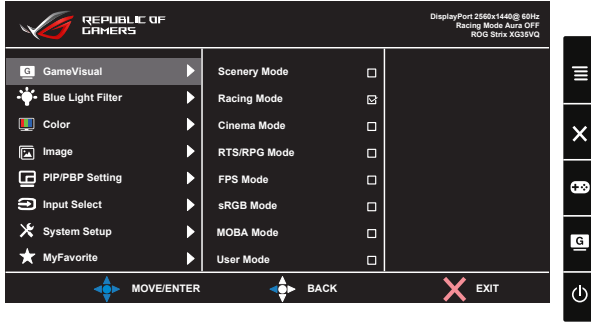 REPUBLIC OF
GAMERS
DisplayPort 2560x1440@ 60Hz
Racing Mode Aura OFF
ROG Strix XG35VQ
G GameVisual
Blue Light Filter
Color
Image
PIP/PBP Setting
Input Select
System Setup
MyFavorite
Scenery Mode
Racing Mode
Cinema Mode
RTS/RPG Mode
FPS Mode
sRGB Mode
MOBA Mode
User Mode
MOVE/ENTER
BACK
EXIT
G